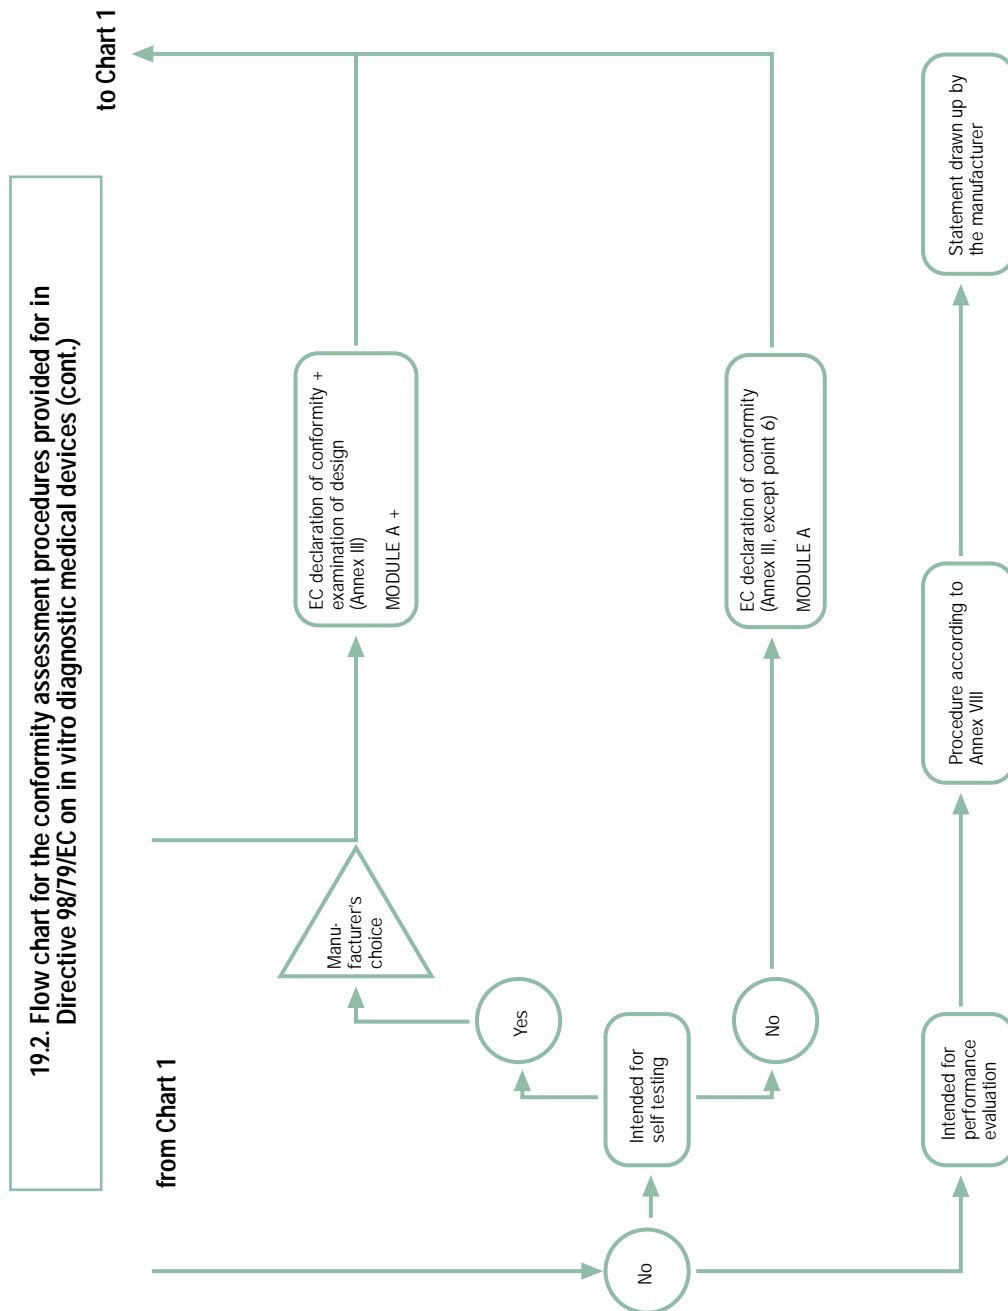 19.2. Flow chart for the conformity assessment procedures provided for in
Directive 98/79/EC on in vitro diagnostic medical devices (cont.)
from Chart 1
to Chart 1
Manu-
facturer's
choice
EC declaration of conformity +
examination of design
(Annex III)
MODULE A +
Yes
No
Intended for
self testing
No
EC declaration of conformity
(Annex III, except point 6)
MODULE A
Intended for
performance
evaluation
Procedure according to
Annex VIII
Statement drawn up by
the manufacturer